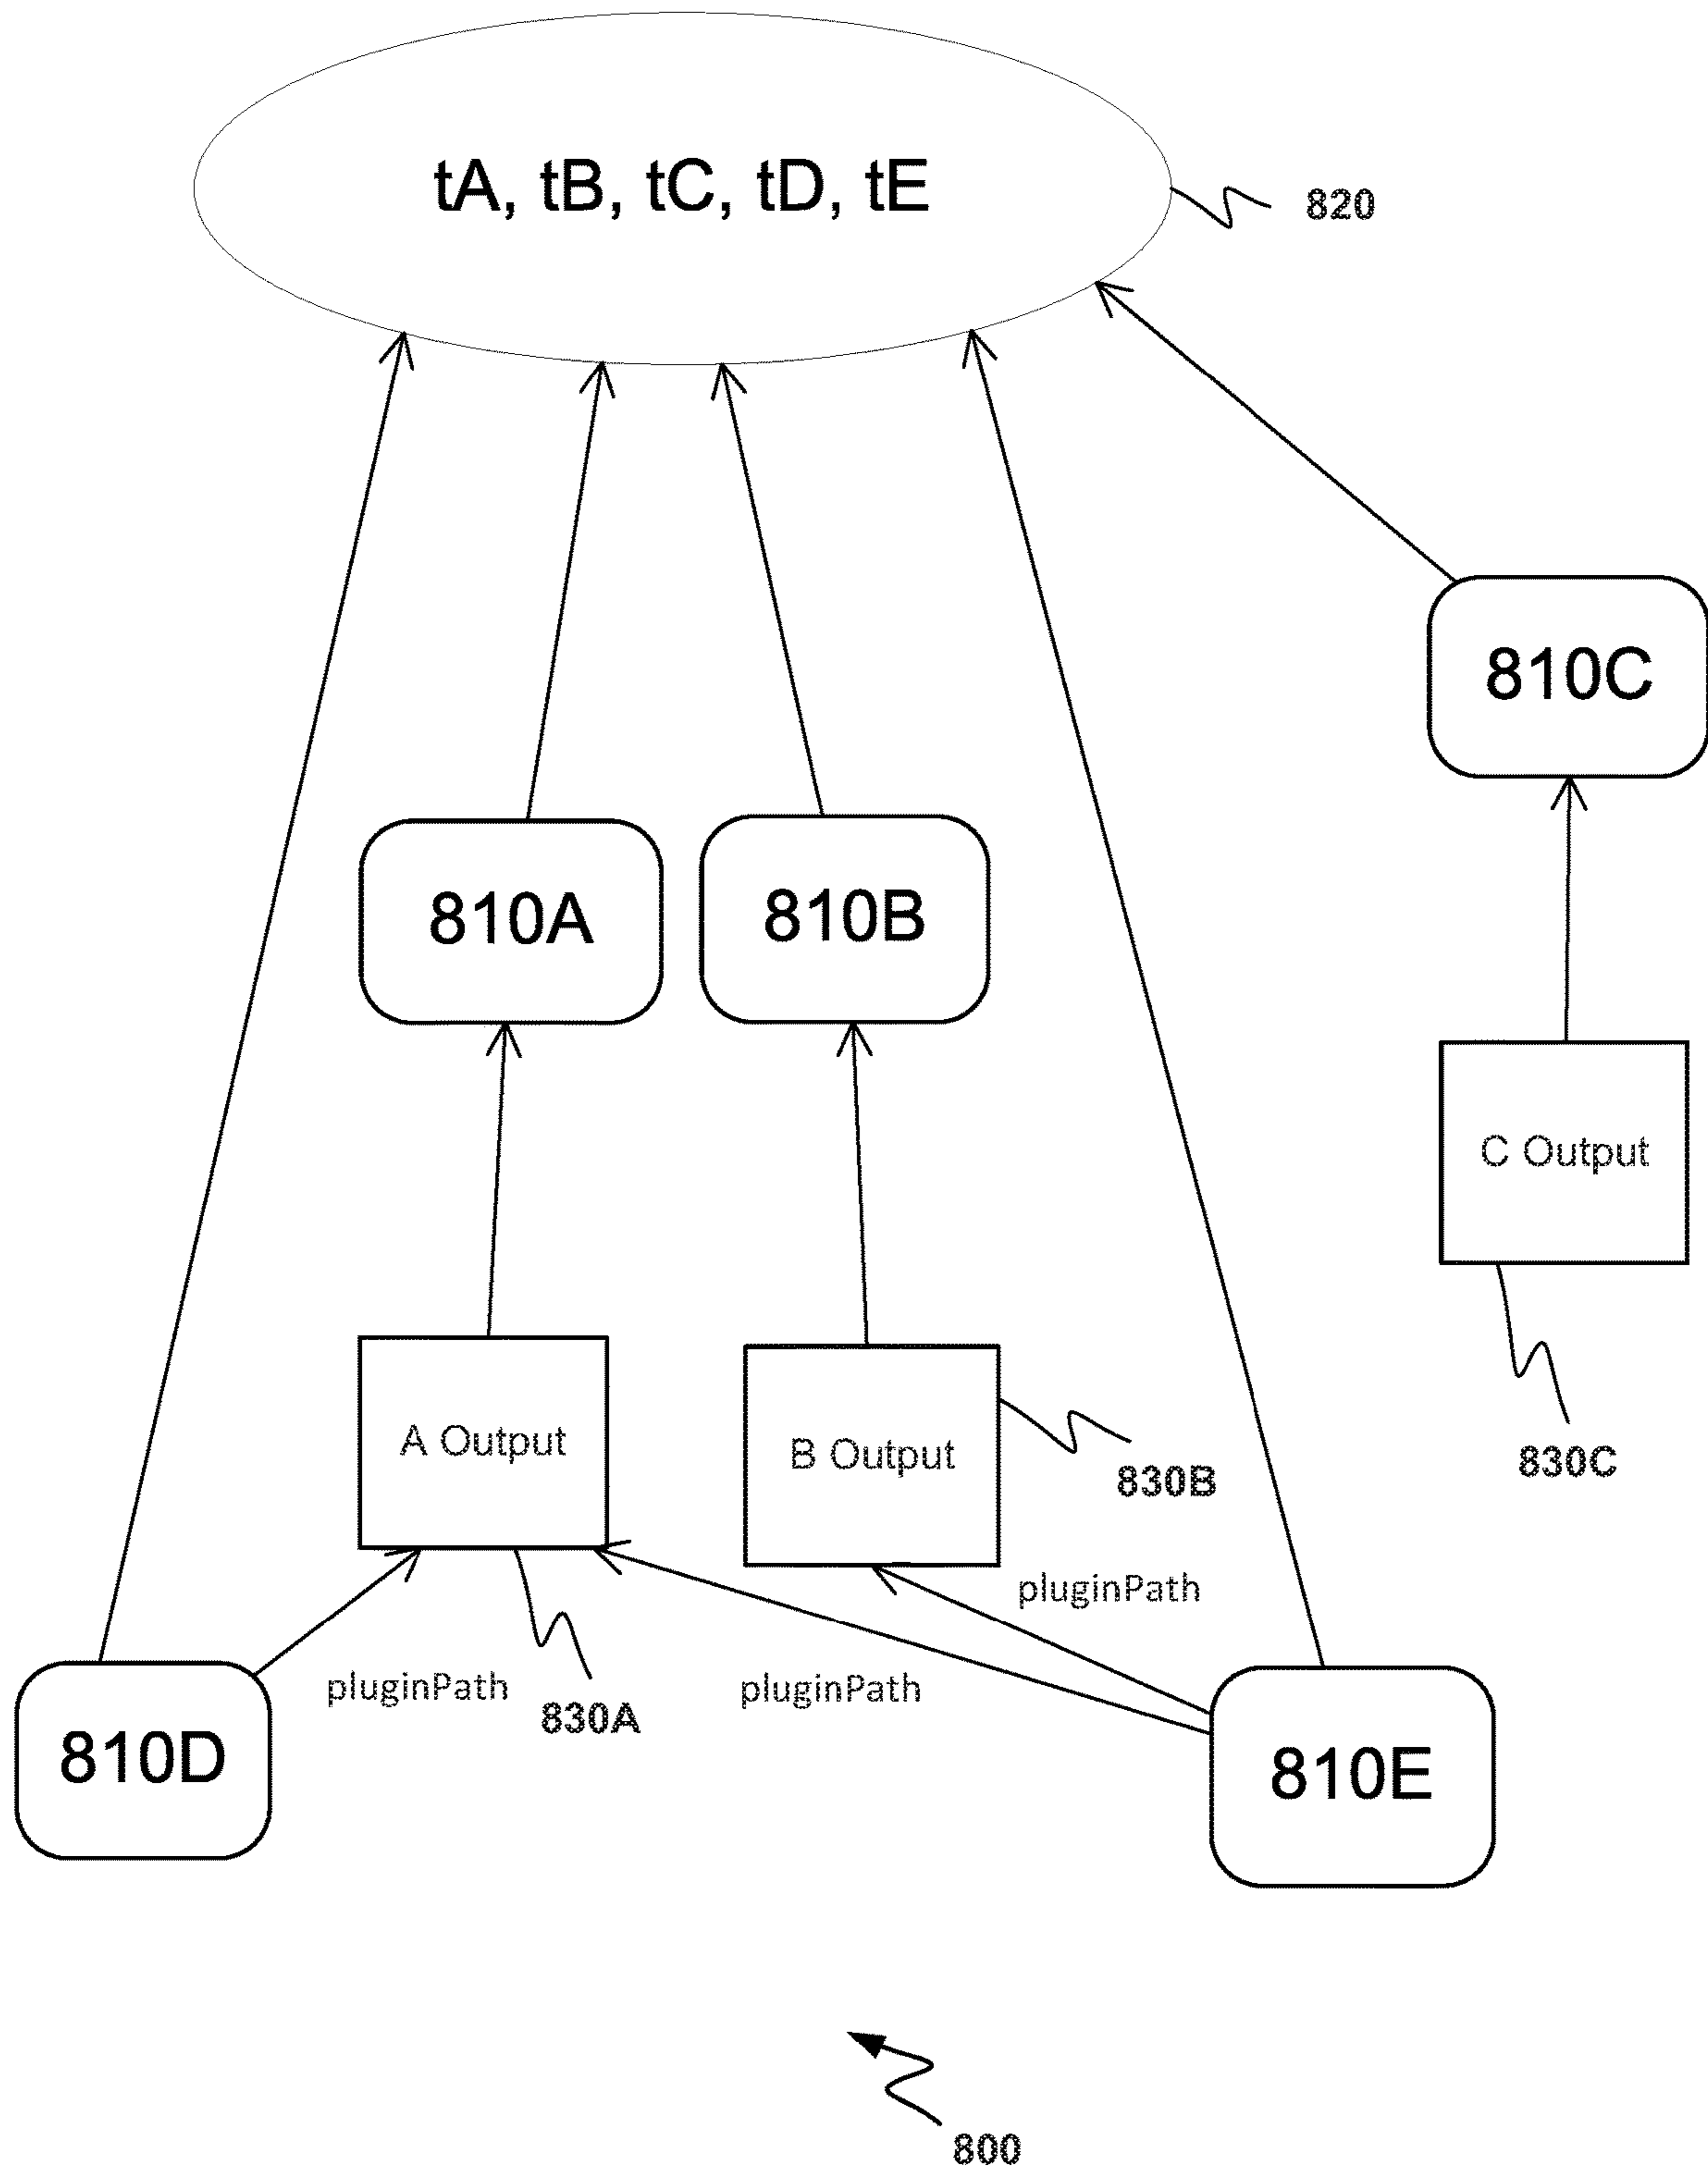 tA, tB, tC, tD, tE
820
810C
810A
810B
C Output
A Output
B Output
830B
830C
pluginPath
pluginPath
830A
pluginPath
810D
810E
800